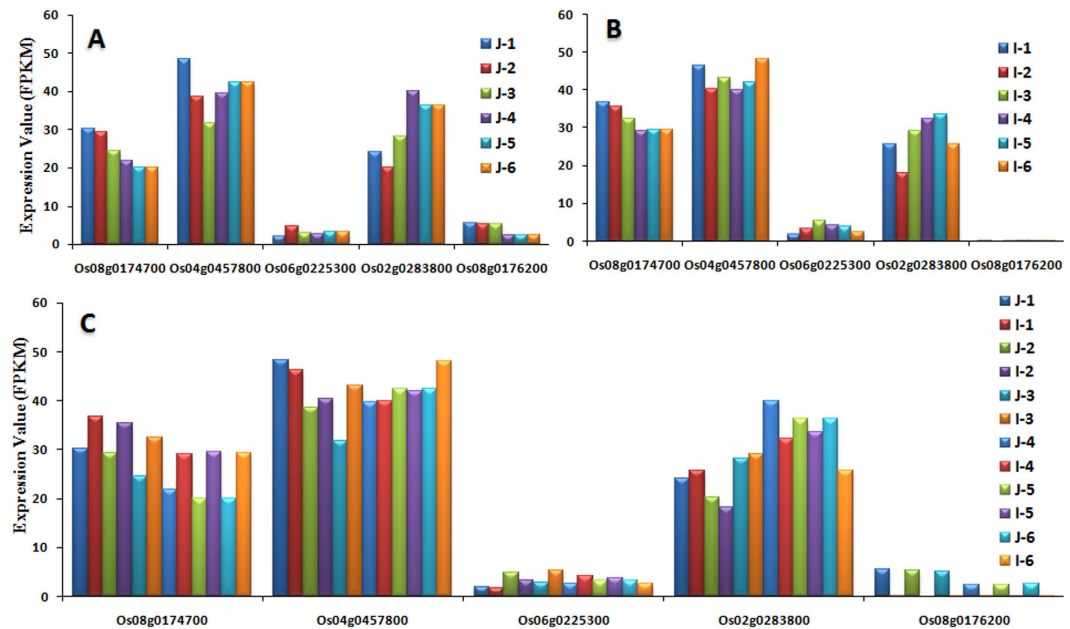 A
Expression Value (FPKM)
60
50
40
30
20
10
0
Os08g0174700 Os04g0457800 Os06g0225300 Os02g0283800 Os08g0176200
J-1
J-2
J-3
J-4
J-5
J-6
B
60
50
40
30
20
10
0
Os08g0174700 Os04g0457800 Os06g0225300 Os02g0283800 Os08g0176200
I-1
I-2
I-3
I-4
I-5
I-6
C
Expression Value (FPKM)
60
50
40
30
20
10
0
Os08g0174700 Os04g0457800 Os06g0225300 Os02g0283800 Os08g0176200
J-1
I-1
J-2
I-2
J-3
I-3
J-4
I-4
J-5
I-5
J-6
I-6